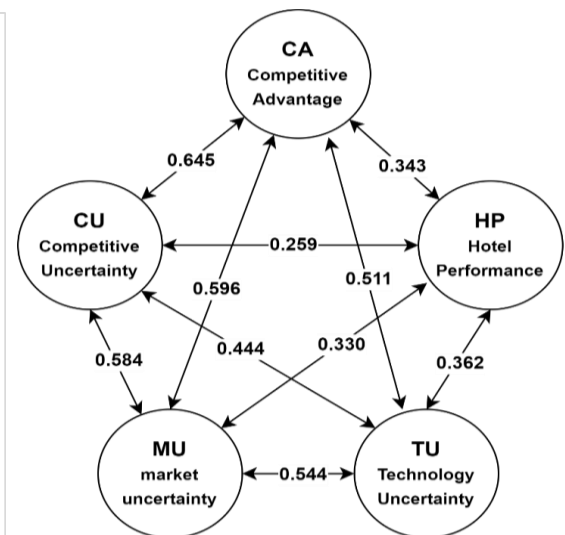 CA
Competitive
Advantage
0.645
0.343
CU
Competitive
Uncertainty
0.259
HP
Hotel
Performance
0.596
0.511
0.584
0.444
0.330
0.362
MU
market
uncertainty
0.544
TU
Technology
Uncertainty